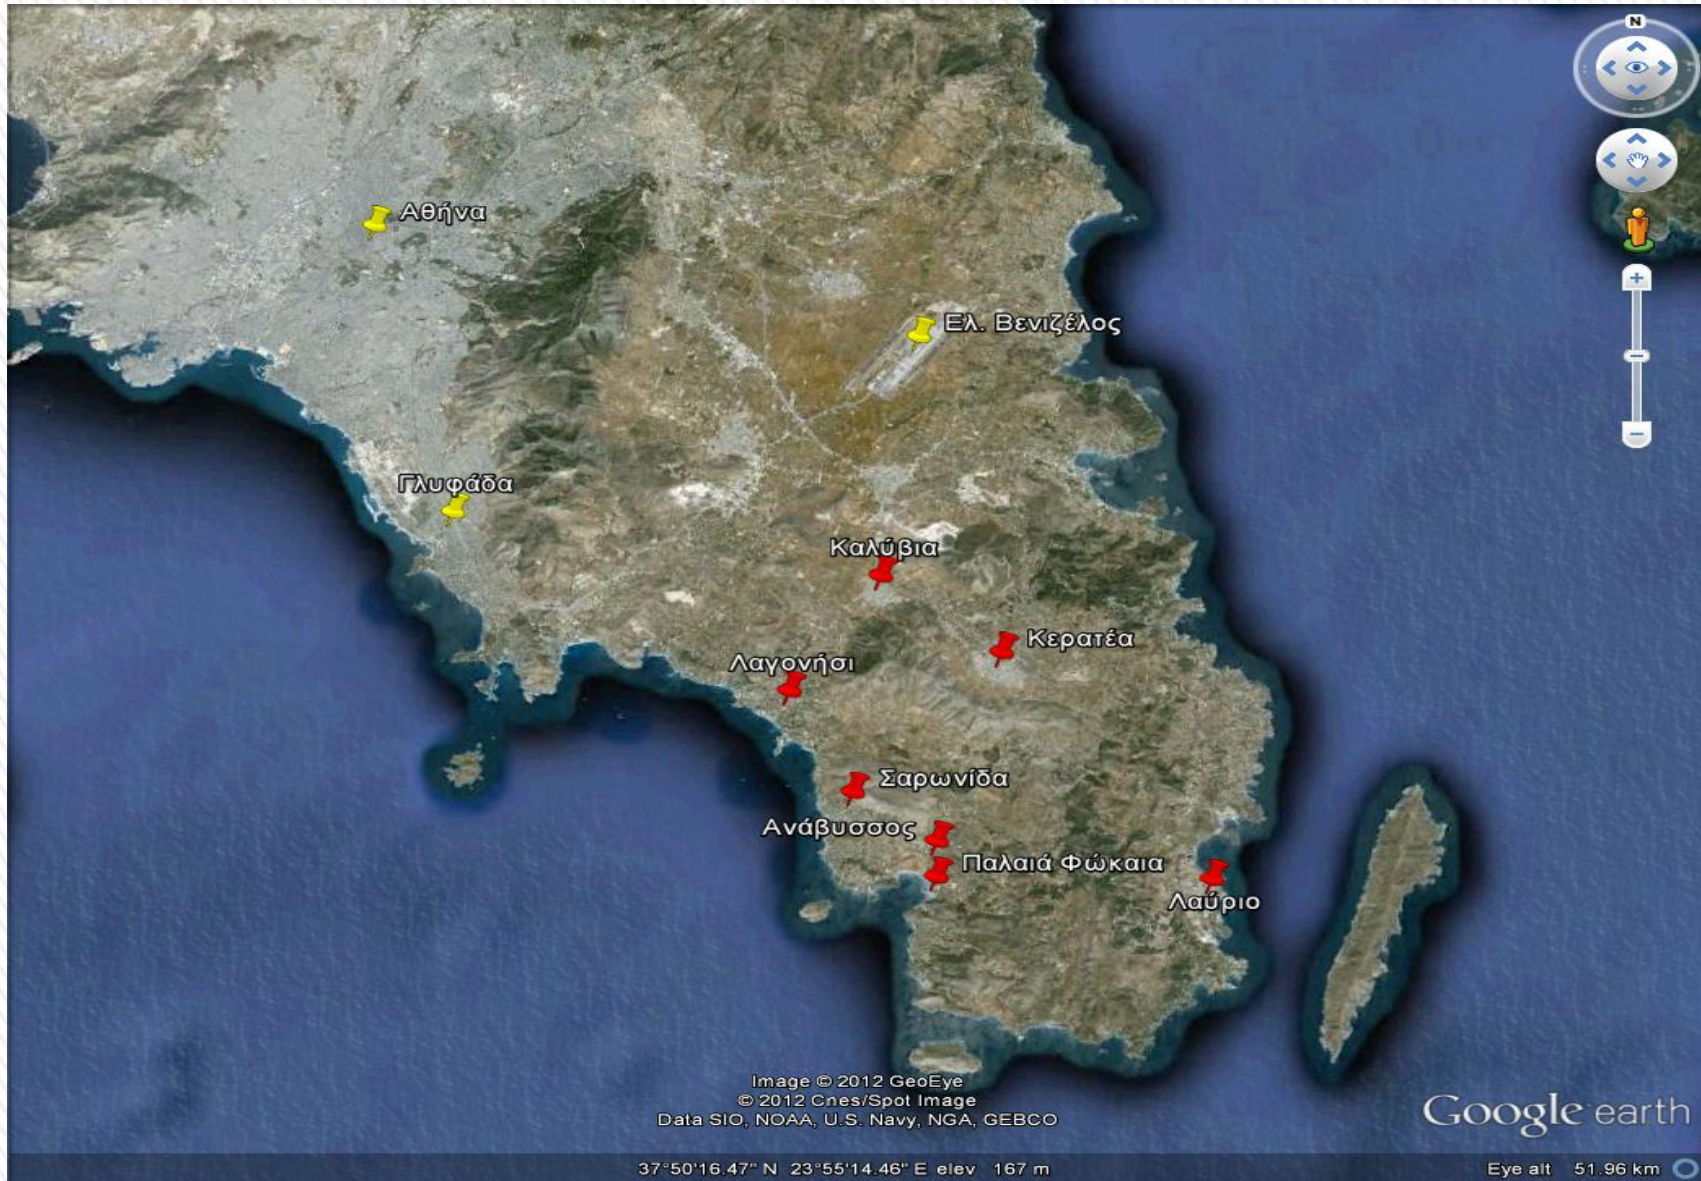 N
Αθήνα
Ελ. Βενιζέλος
Γλυφάδα
Καλύβια
Κερατέα
Λαγονήσι
Σαρωνίδα
Ανάβυσσος
Παλαιά Φώκαια
Λαύριο
Image © 2012 GeoEye
© 2012 Cnes/Spot Image
Data SIO, NOAA, U.S. Navy, NGA, GEBCO
Google earth
37°50'16.47" N 23°55'14.46" E elev 167 m
Eye alt 51.96 km